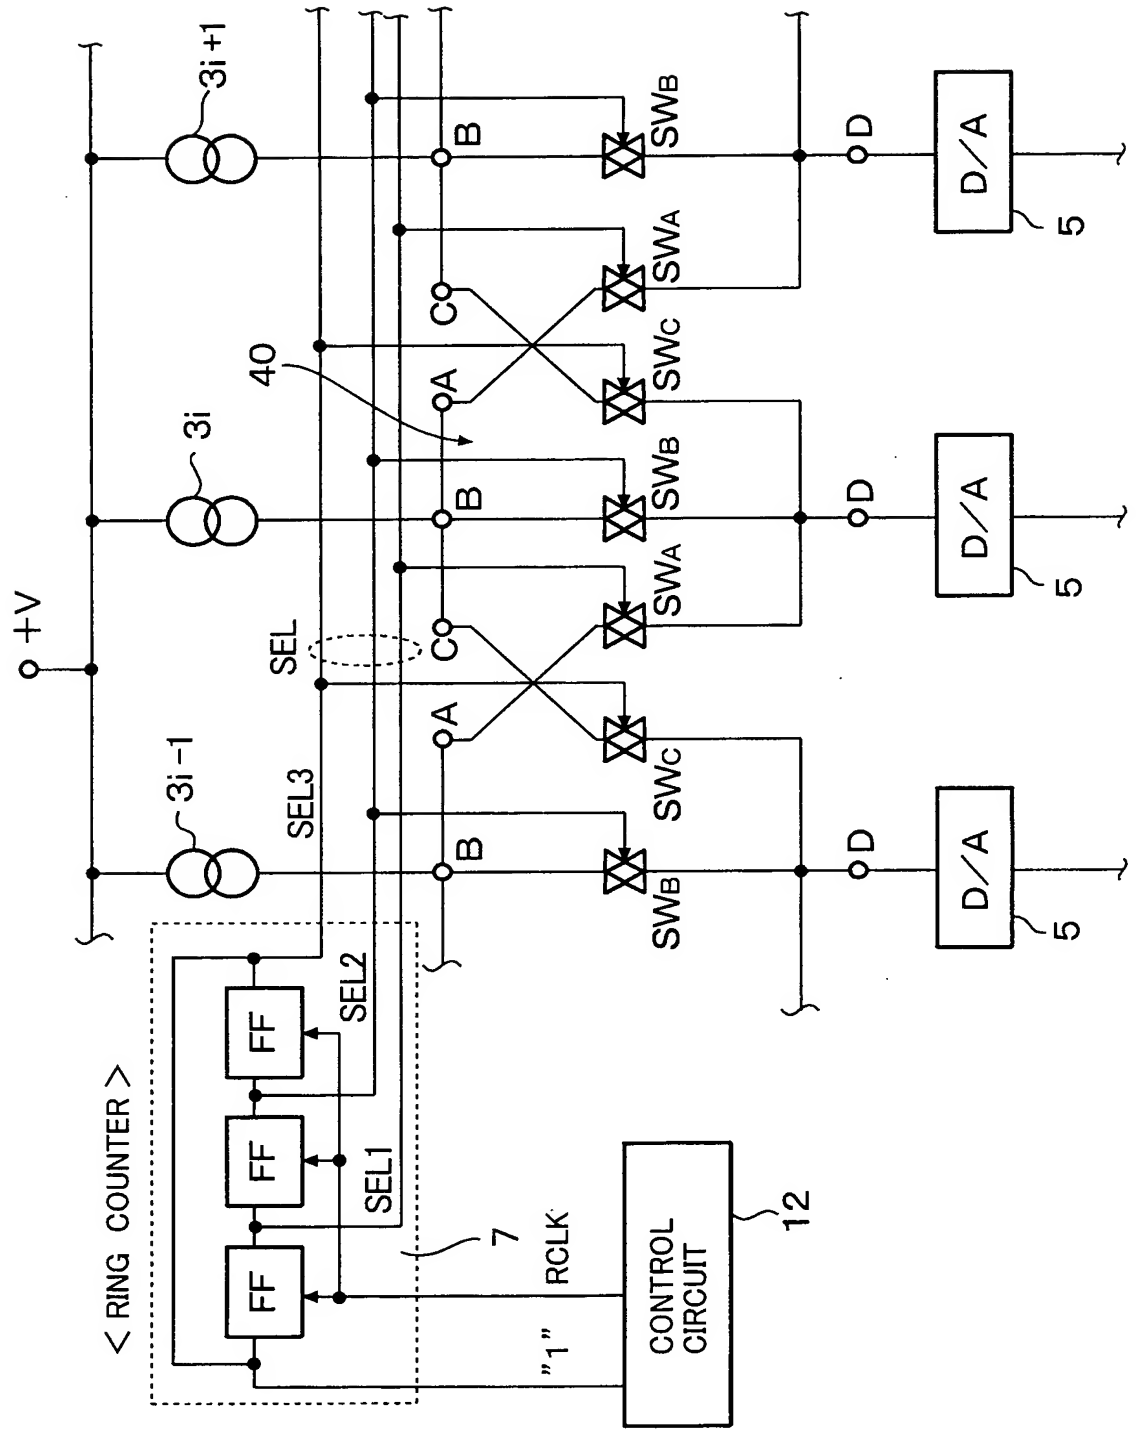 +V
3i-1
3i
3i+1
< RING COUNTER >
FF
FF
FF
SEL1
SEL2
SEL3
SEL
40
B
A
C
B
A
C
B
SWB
SWC
SWA
SWB
SWC
SWA
SWB
D
D
D
D/A
D/A
D/A
5
5
5
7
"1"
RCLK
CONTROL
CIRCUIT
12